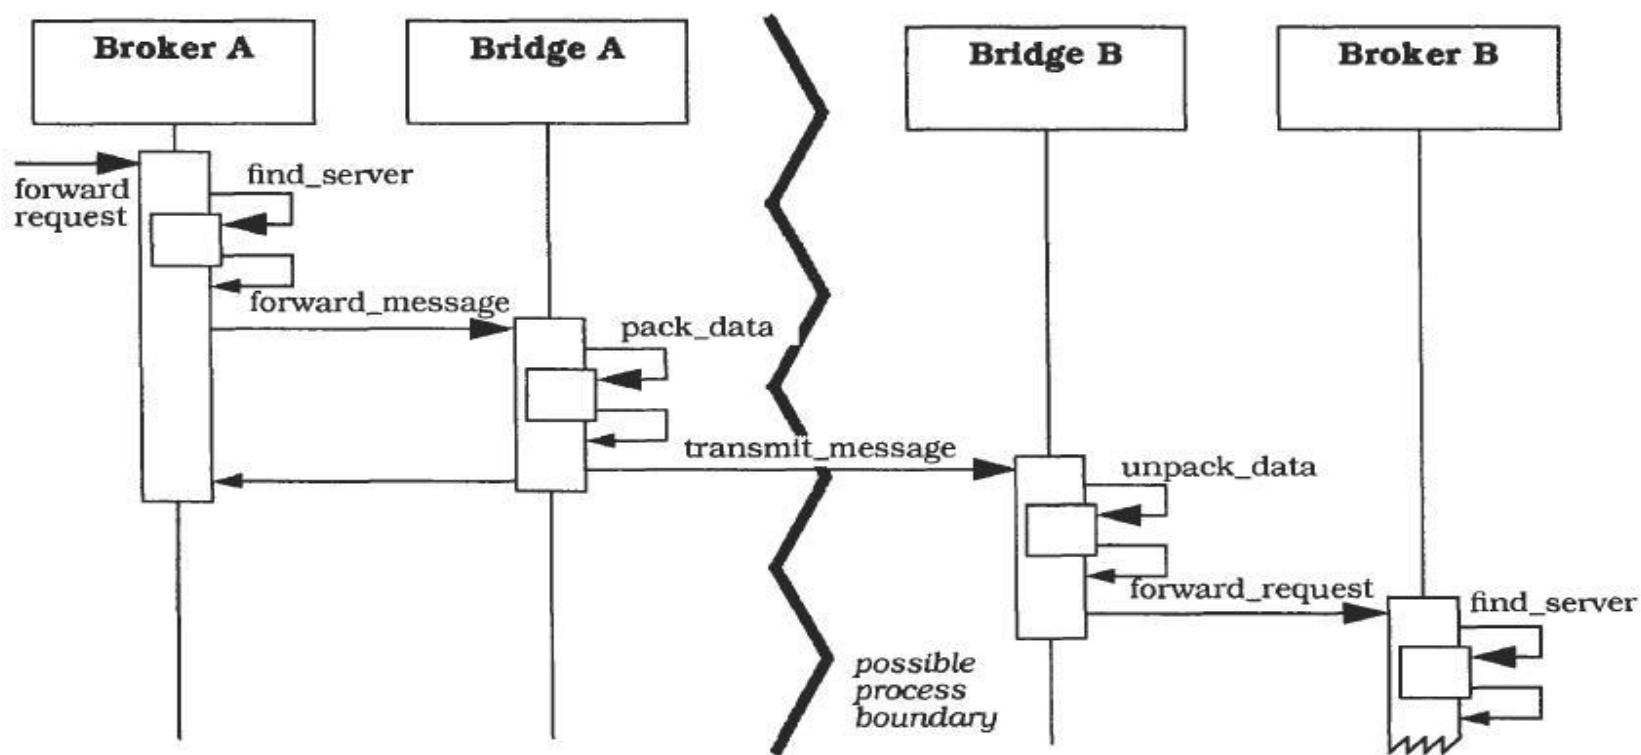 Broker A
Bridge A
Bridge B
Broker B
forward
request
find_server
forward_message
pack_data
transmit_message
unpack_data
forward_request
find_server
possible
process
boundary